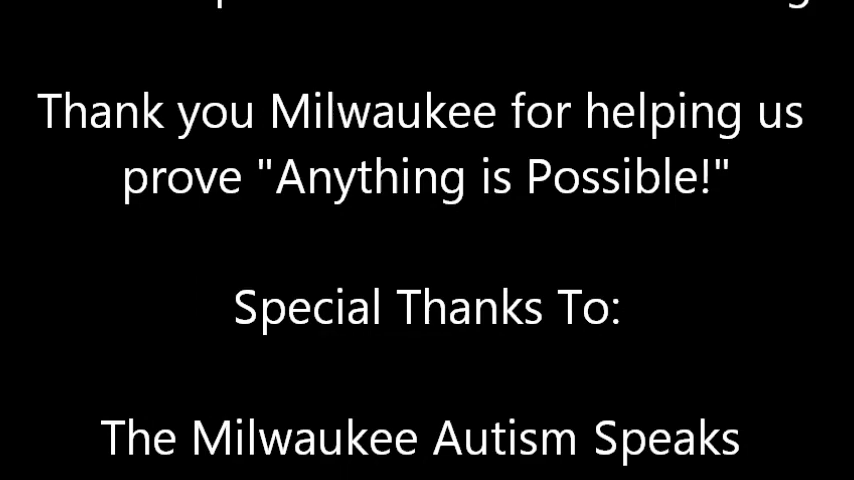 Thank you Milwaukee for helping us
prove "Anything is Possible!"
Special Thanks To:
The Milwaukee Autism Speaks